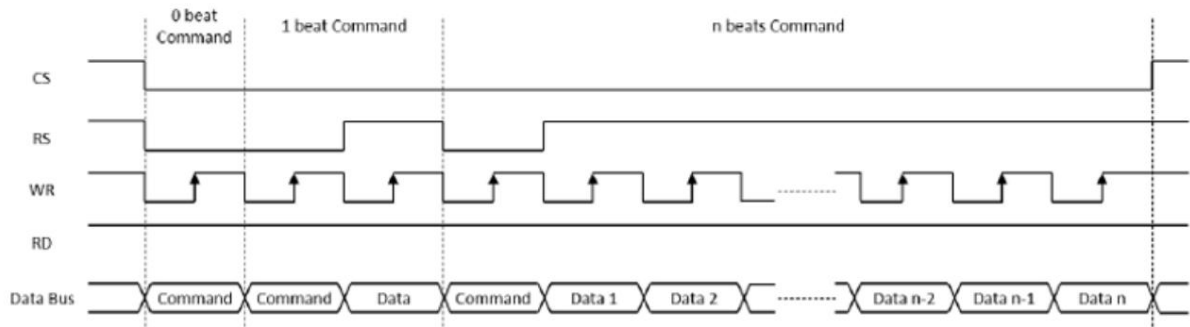 0 beat
Command
1 beat Command
n beats Command
CS
RS
WR
RD
Data Bus
Command
Command
Data
Command
Data 1
Data 2
Data n-2
Data n-1
Data n